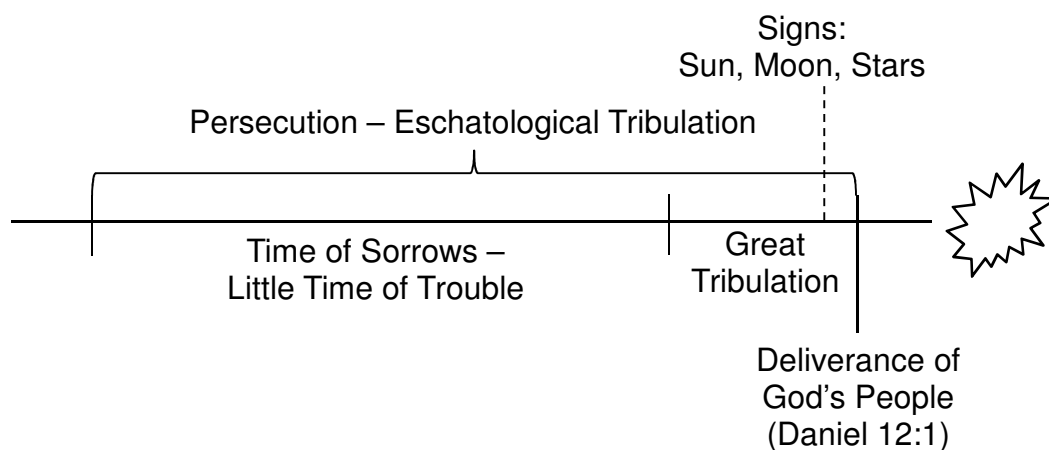 Signs:
Sun, Moon, Stars
Persecution – Eschatological Tribulation
Time of Sorrows –
Little Time of Trouble
Great
Tribulation
Deliverance of
God's People
(Daniel 12:1)